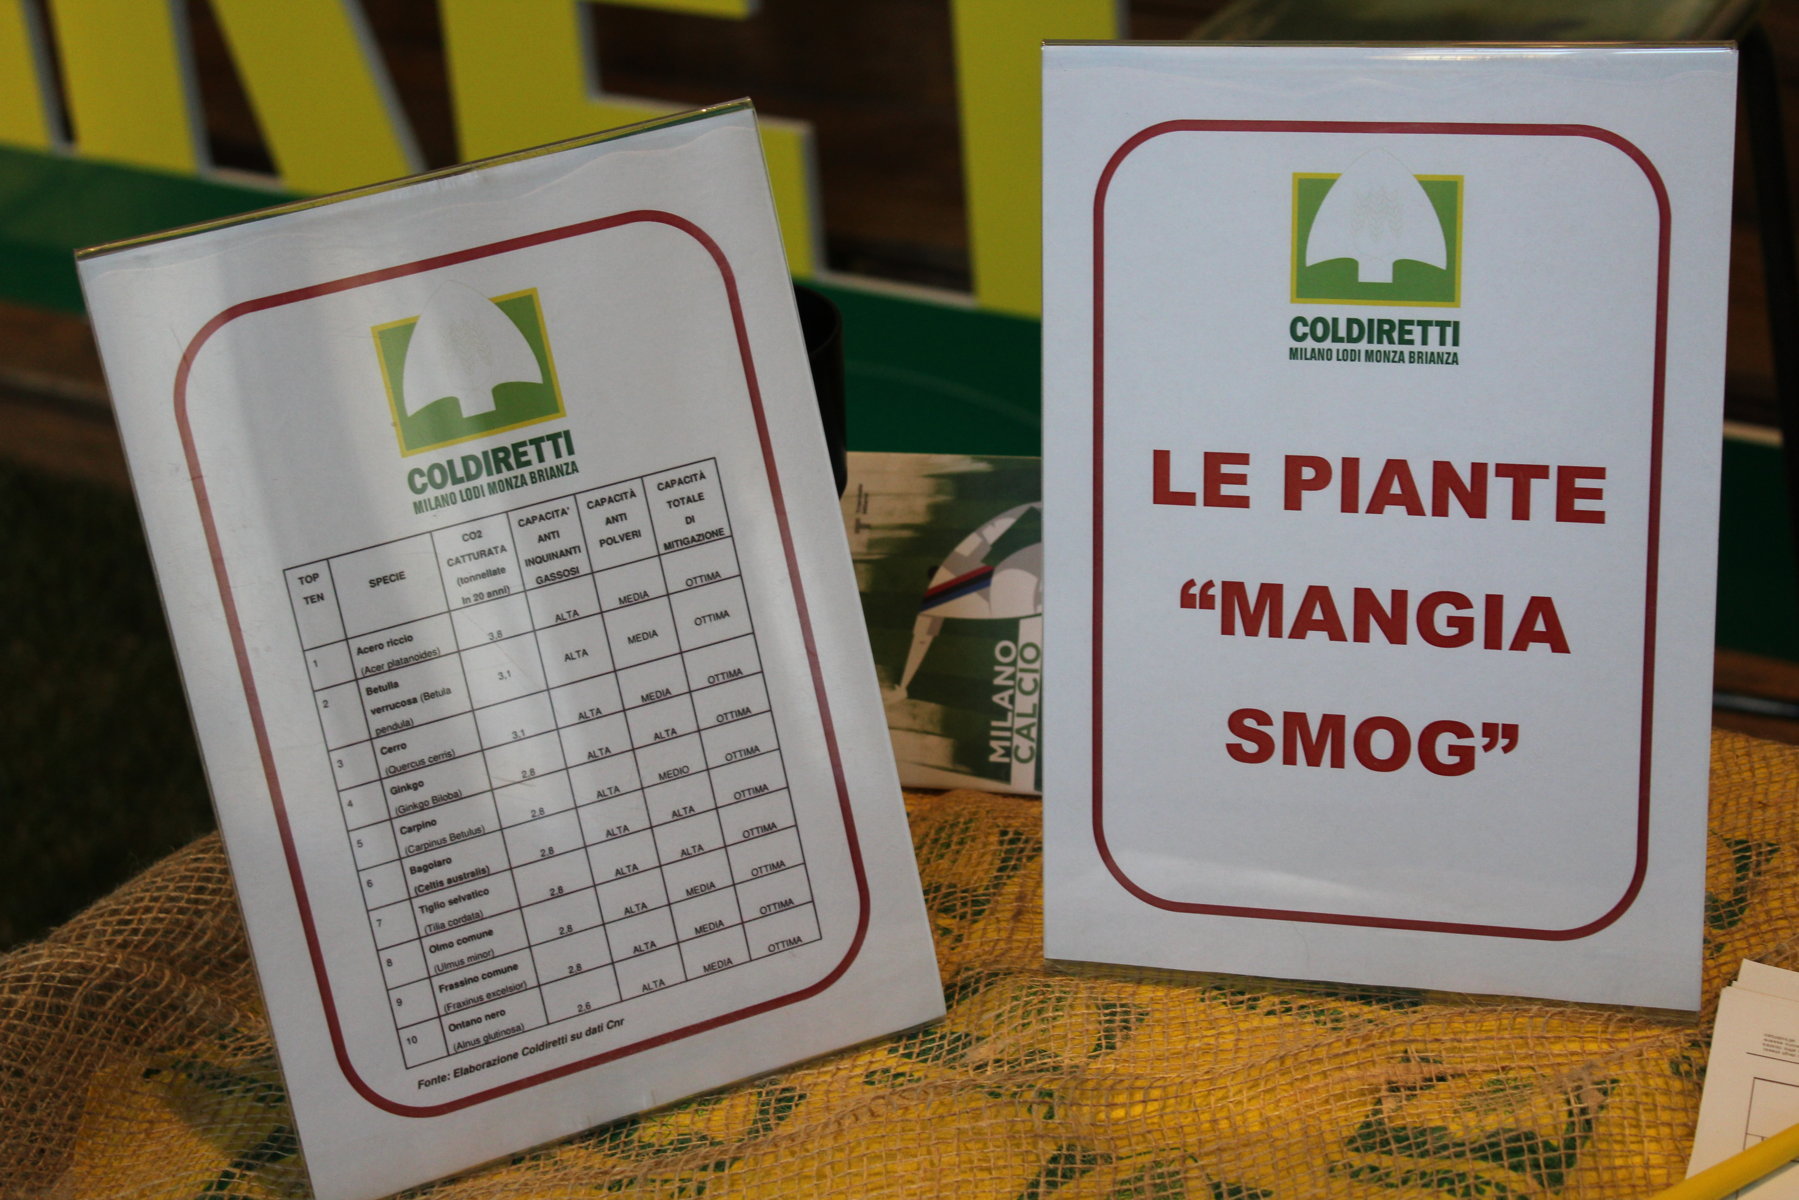 COLDIRETTI
MILANO LODI MONZA BRIANZA
TOP TEN | SPECIE | CO2 CATTURATA (tonnellate in 20 anni) | CAPACITA' ANTI INQUINANTI GASSOSI | CAPACITÀ ANTI POLVERI | CAPACITÀ TOTALE DI MITIGAZIONE
1 | Acero riccio (Acer platanoides) | 3,8 | ALTA | MEDIA | OTTIMA
2 | Betulla verrucosa (Betula pendula) | 3,1 | ALTA | MEDIA | OTTIMA
3 | Cerro (Quercus cerris) | 3,1 | ALTA | MEDIA | OTTIMA
4 | Ginkgo (Ginkgo Biloba) | 2,8 | ALTA | ALTA | OTTIMA
5 | Carpino (Carpinus Betulus) | 2,8 | ALTA | MEDIO | OTTIMA
6 | Bagolaro (Celtis australis) | 2,8 | ALTA | ALTA | OTTIMA
7 | Tiglio selvatico (Tilia cordata) | 2,8 | ALTA | ALTA | OTTIMA
8 | Olmo comune (Ulmus minor) | 2,8 | ALTA | MEDIA | OTTIMA
9 | Frassino comune (Fraxinus excelsior) | 2,8 | ALTA | MEDIA | OTTIMA
10 | Ontano nero (Alnus glutinosa) | 2,6 | ALTA | MEDIA | OTTIMA
Fonte: Elaborazione Coldiretti su dati Cnr
MILANO
CALCIO
COLDIRETTI
MILANO LODI MONZA BRIANZA
LE PIANTE
“MANGIA
SMOG”